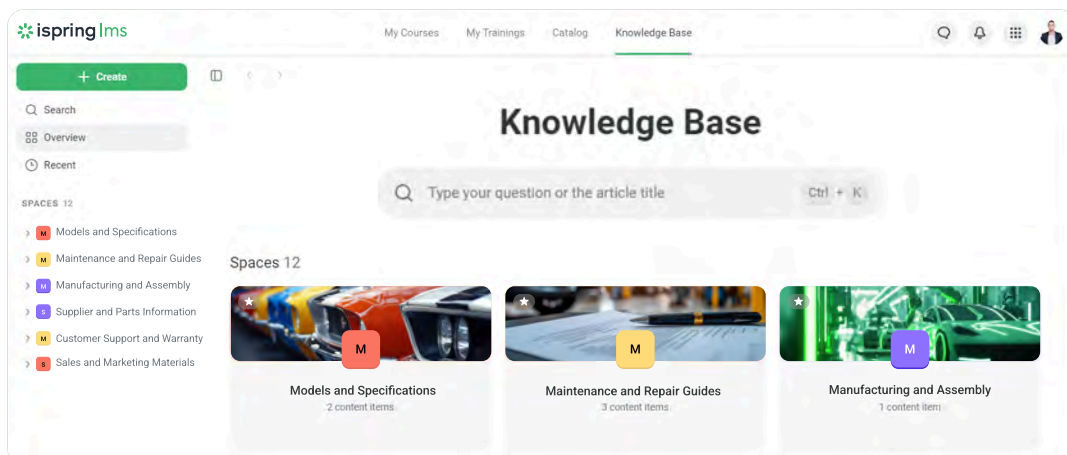 ispring lms
My Courses
My Trainings
Catalog
Knowledge Base
+ Create
Search
Overview
Recent
SPACES 12
M Models and Specifications
M Maintenance and Repair Guides
M Manufacturing and Assembly
S Supplier and Parts Information
M Customer Support and Warranty
S Sales and Marketing Materials
Knowledge Base
Type your question or the article title
Ctrl + K
Spaces 12
M
Models and Specifications
2 content items
M
Maintenance and Repair Guides
3 content items
M
Manufacturing and Assembly
1 content item